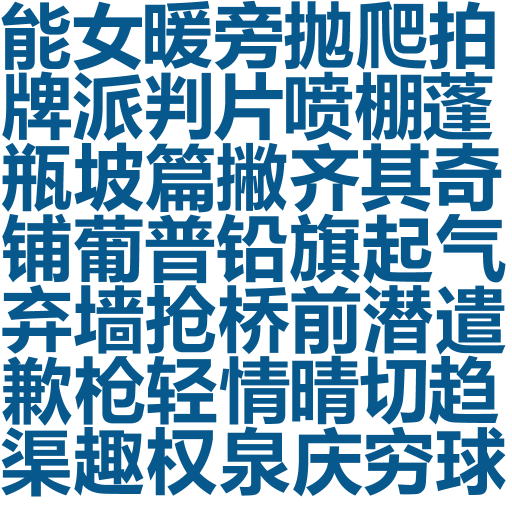 能女暖旁抛爬拍
牌派判片喷棚蓬
瓶坡篇撇齐其奇
铺葡普铅旗起气
弃墙抢桥前潜遣
歉枪轻情晴切趋
渠趣权泉庆穷球